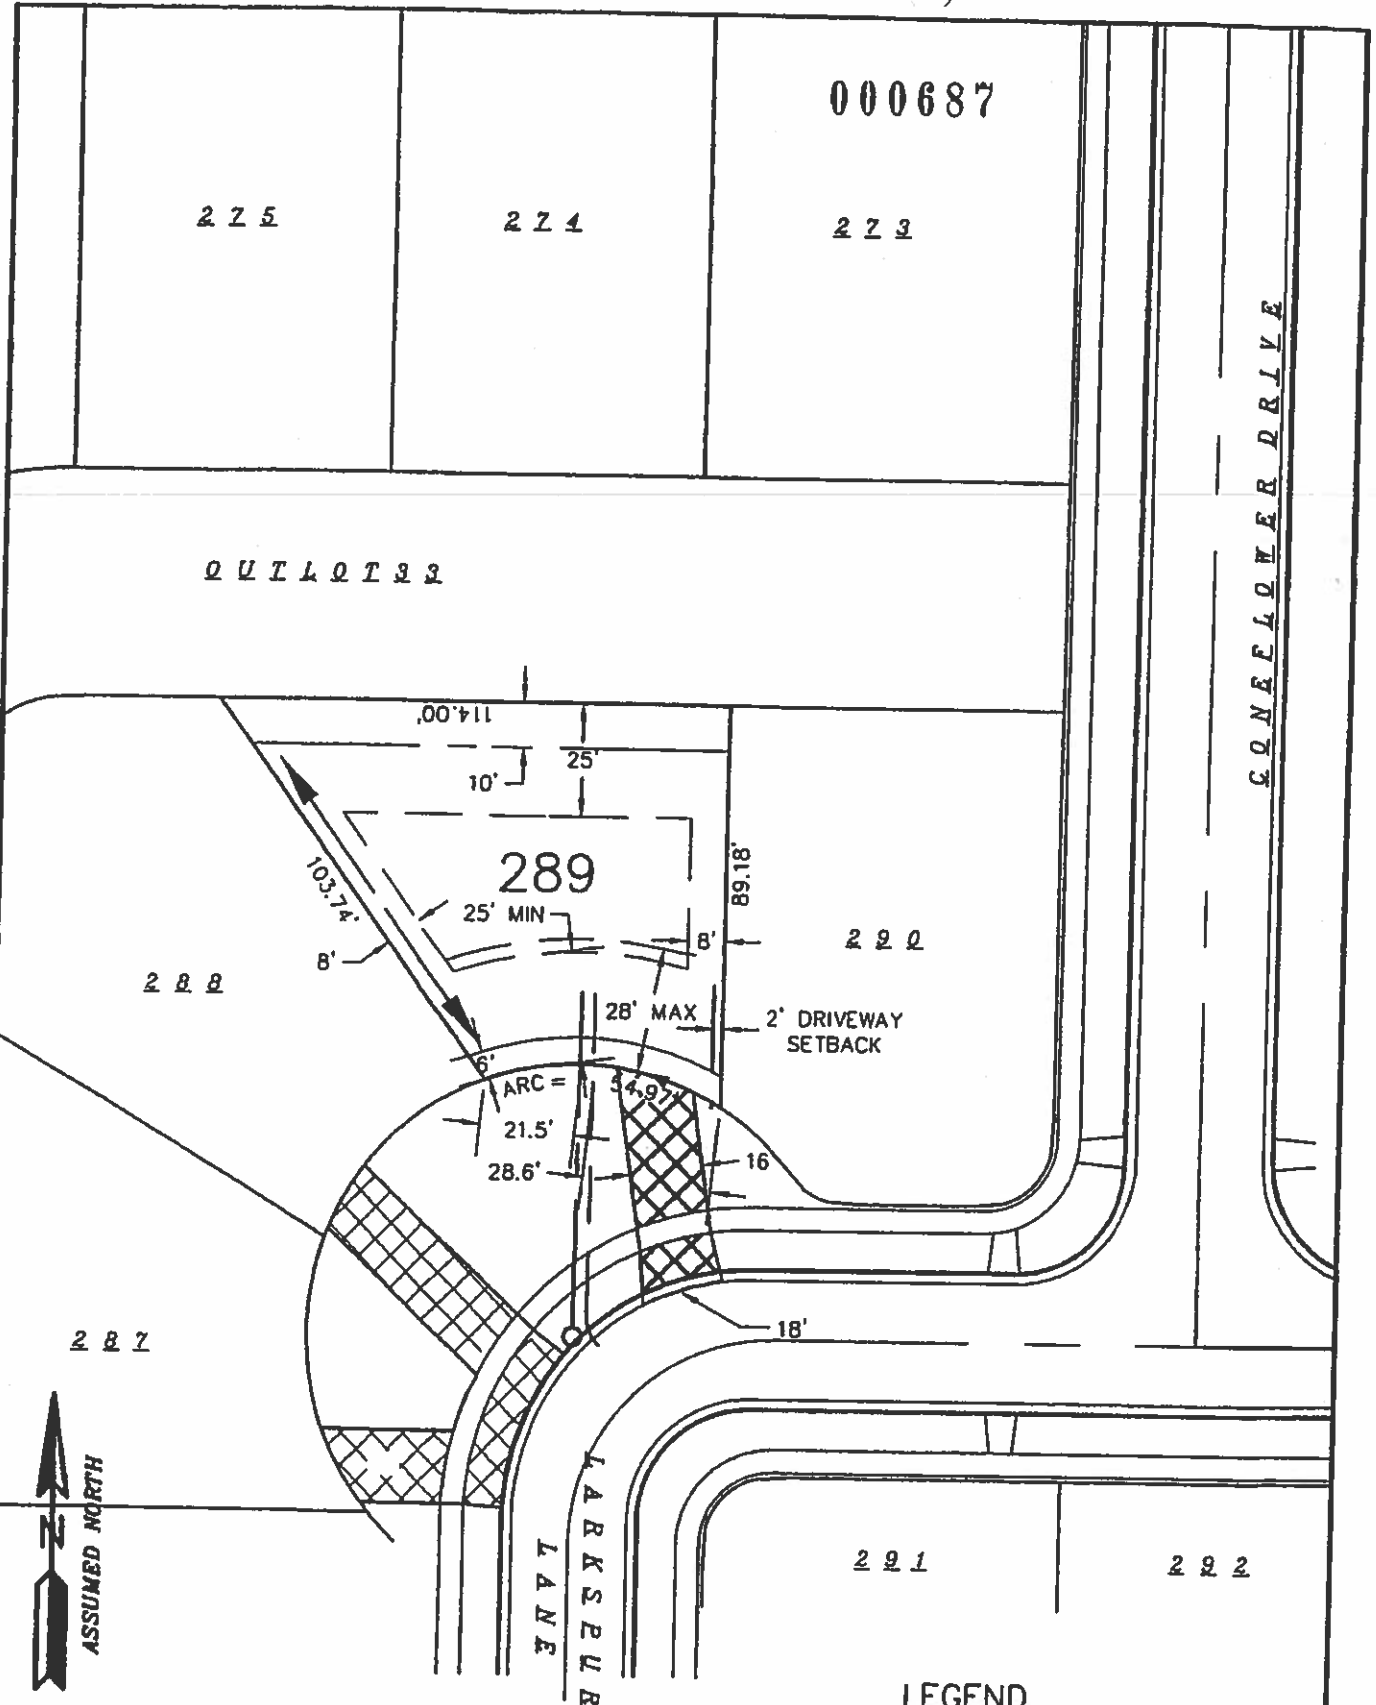 000687
275
274
273
CONEFLOWER DRIVE
OUTLOT 33
114.00'
25'
10'
289
103.74'
89.18'
25' MIN
8'
8'
290
288
28' MAX
2' DRIVEWAY
SETBACK
6'
ARC = 54.97'
21.5'
28.6'
16
18'
287
ASSUMED NORTH
N
LARKSPUR
LANE
291
292
LEGEND